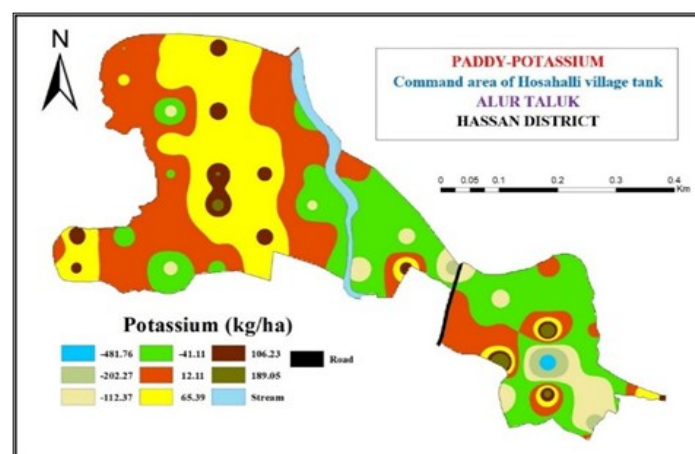 N
PADDY-POTASSIUM
Command area of Hosahalli village tank
ALUR TALUK
HASSAN DISTRICT
0 0.05 0.1 0.2 0.3 0.4
Km
Potassium (kg/ha)
-481.76 -41.11 106.23 Road
-202.27 12.11 189.05
-112.37 65.39 Stream